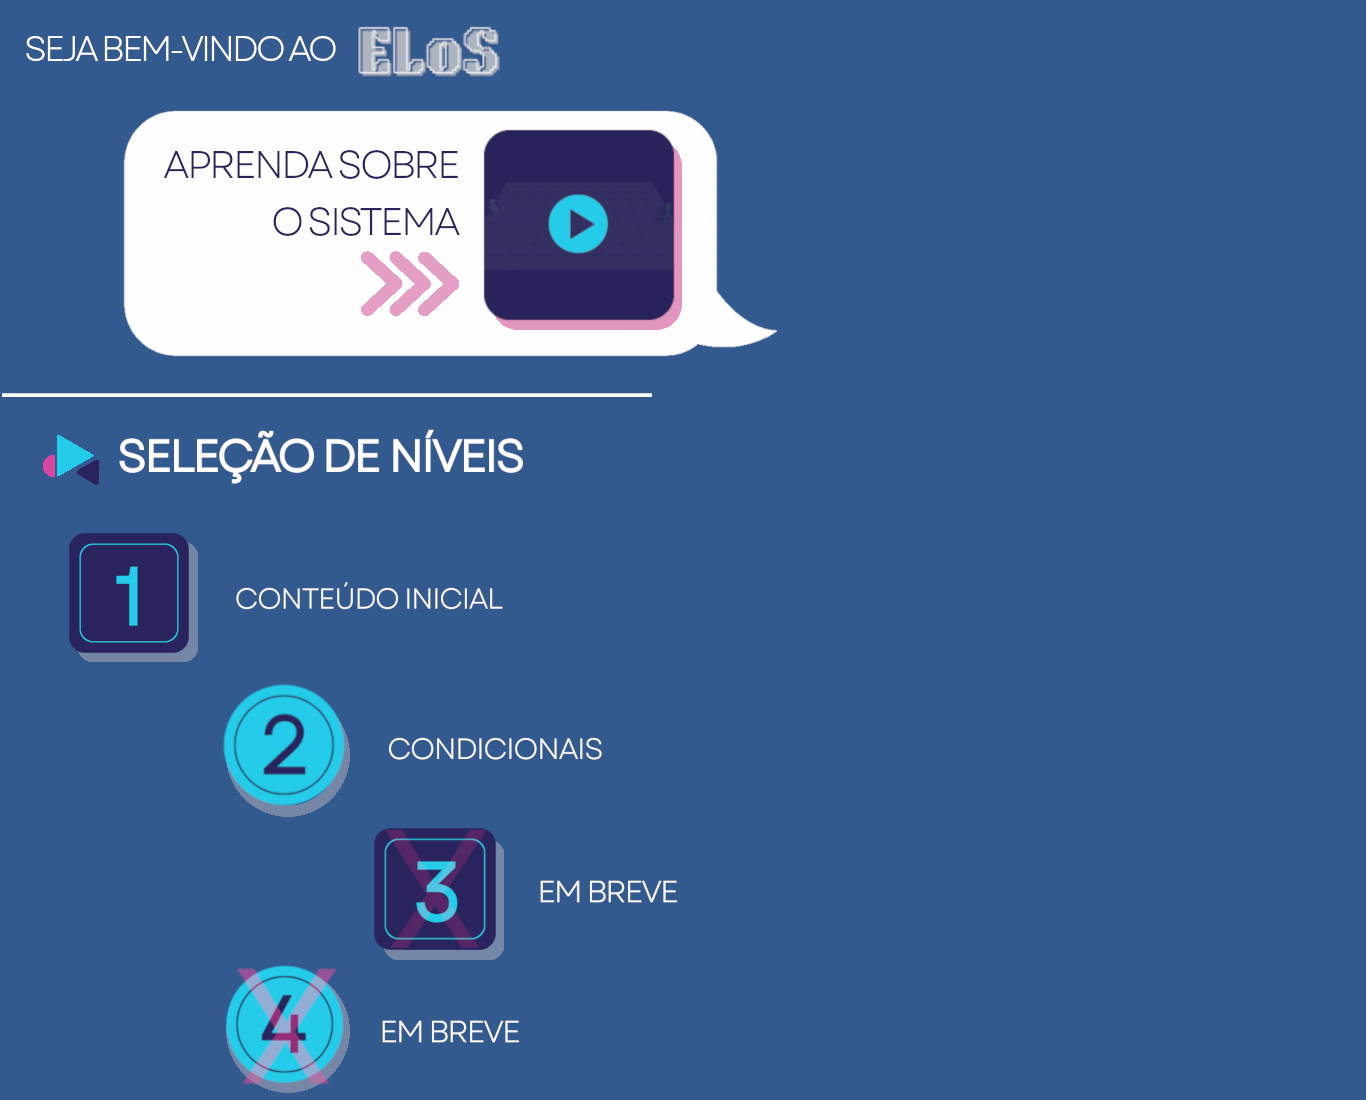 SEJA BEM-VINDO AO ELoS
APRENDA SOBRE
O SISTEMA
SELEÇÃO DE NÍVEIS
1
CONTEÚDO INICIAL
2
CONDICIONAIS
3
EM BREVE
4
EM BREVE